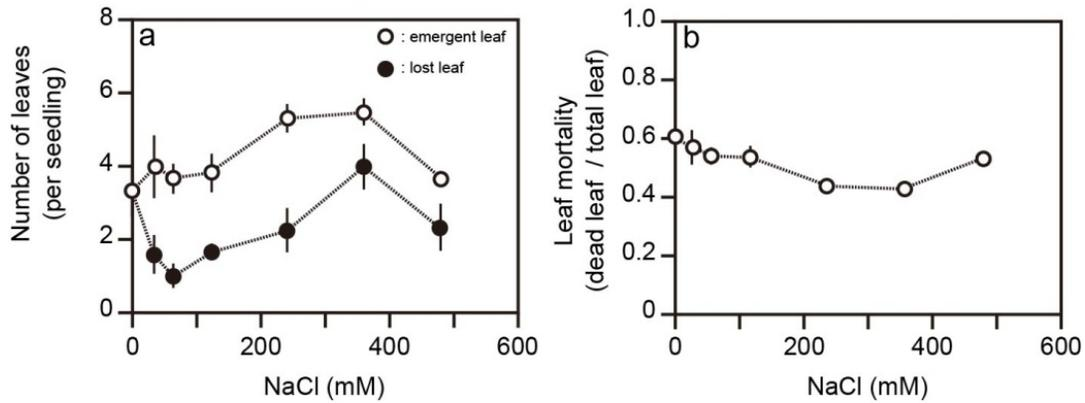 a
: emergent leaf
: lost leaf
Number of leaves
(per seedling)
8
6
4
2
0
0 200 400 600
NaCl (mM)
b
Leaf mortality
(dead leaf / total leaf)
1.0
0.8
0.6
0.4
0.2
0
0 200 400 600
NaCl (mM)